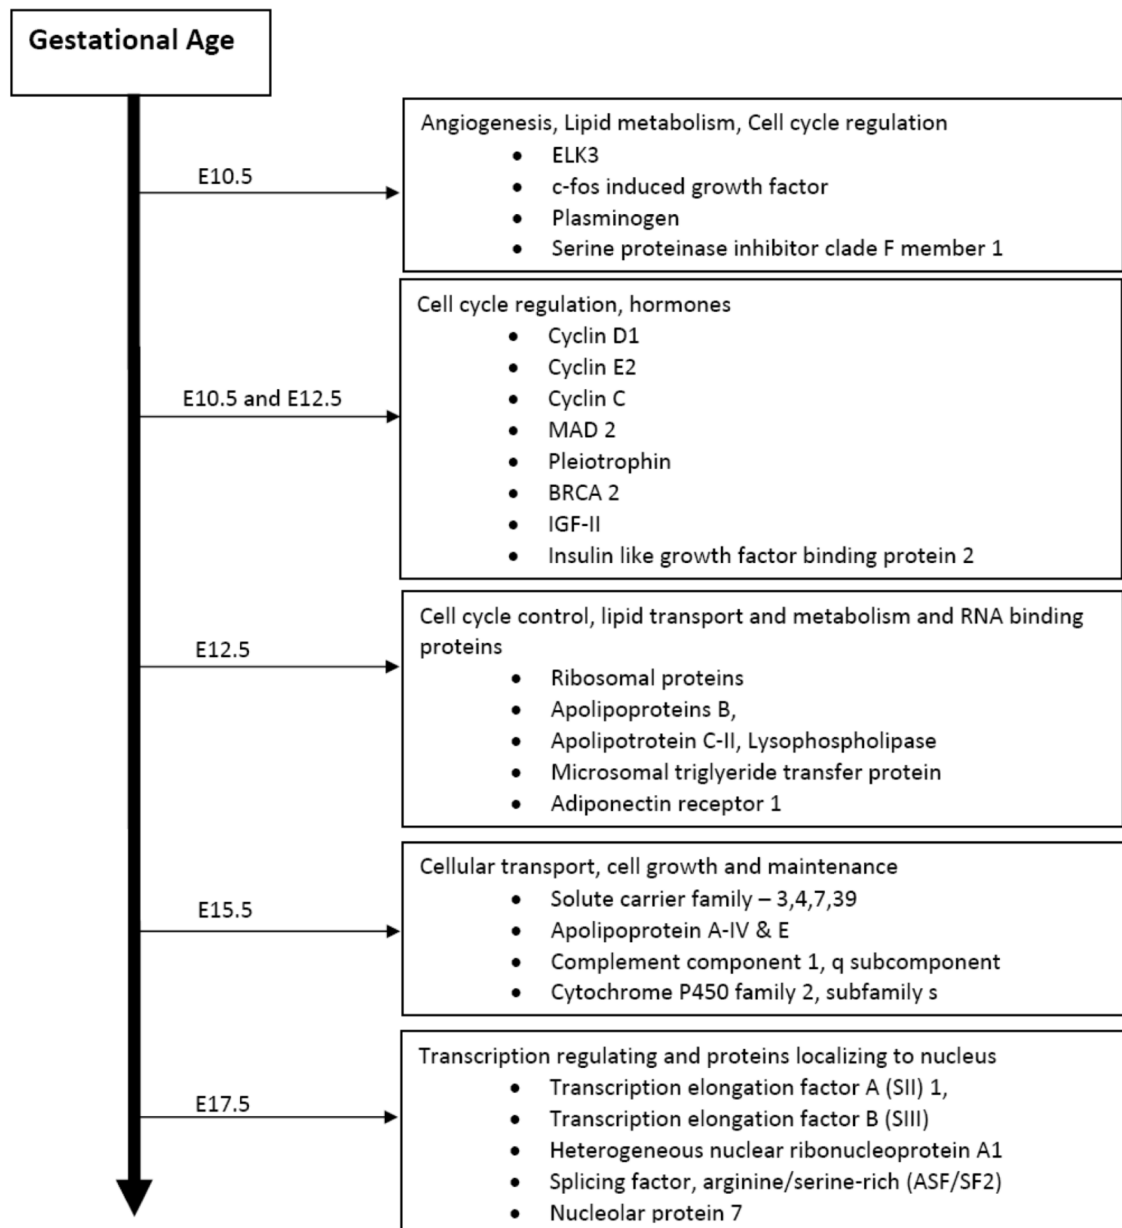 Gestational Age
E10.5
Angiogenesis, Lipid metabolism, Cell cycle regulation
• ELK3
• c-fos induced growth factor
• Plasminogen
• Serine proteinase inhibitor clade F member 1
E10.5 and E12.5
Cell cycle regulation, hormones
• Cyclin D1
• Cyclin E2
• Cyclin C
• MAD 2
• Pleiotrophin
• BRCA 2
• IGF-II
• Insulin like growth factor binding protein 2
E12.5
Cell cycle control, lipid transport and metabolism and RNA binding
proteins
• Ribosomal proteins
• Apolipoproteins B,
• Apolipotrotein C-II, Lysophospholipase
• Microsomal triglyeride transfer protein
• Adiponectin receptor 1
E15.5
Cellular transport, cell growth and maintenance
• Solute carrier family – 3,4,7,39
• Apolipoprotein A-IV & E
• Complement component 1, q subcomponent
• Cytochrome P450 family 2, subfamily s
E17.5
Transcription regulating and proteins localizing to nucleus
• Transcription elongation factor A (SII) 1,
• Transcription elongation factor B (SIII)
• Heterogeneous nuclear ribonucleoprotein A1
• Splicing factor, arginine/serine-rich (ASF/SF2)
• Nucleolar protein 7